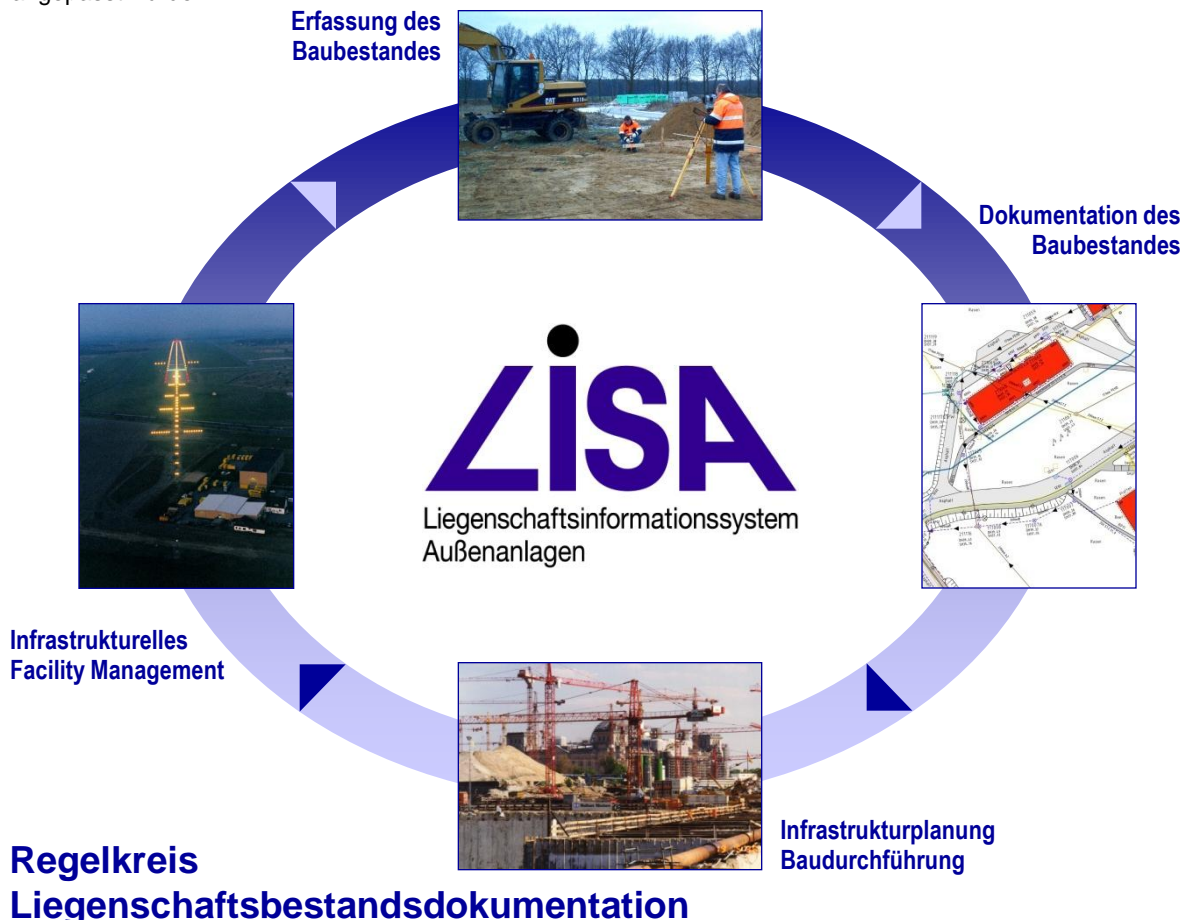 Erfassung des
Baubestandes
Dokumentation des
Baubestandes
LISA
Liegenschaftsinformationssystem
Außenanlagen
Infrastrukturelles
Facility Management
Infrastrukturplanung
Baudurchführung
Regelkreis
Liegenschaftsbestandsdokumentation